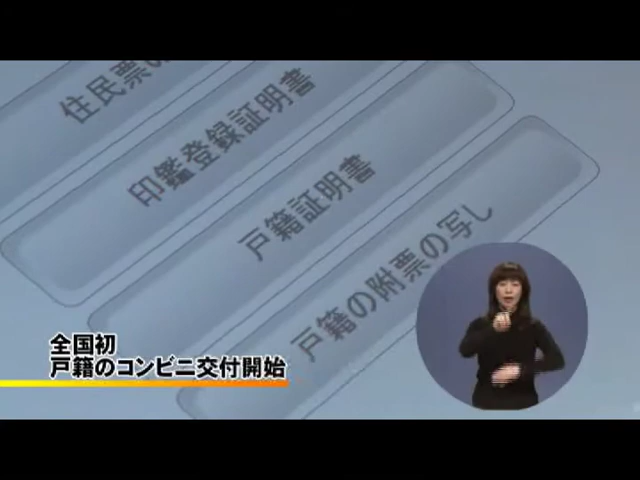 住民票の
印鑑登録証明書
戸籍証明書
戸籍の附票の写し
全国初
戸籍のコンビニ交付開始